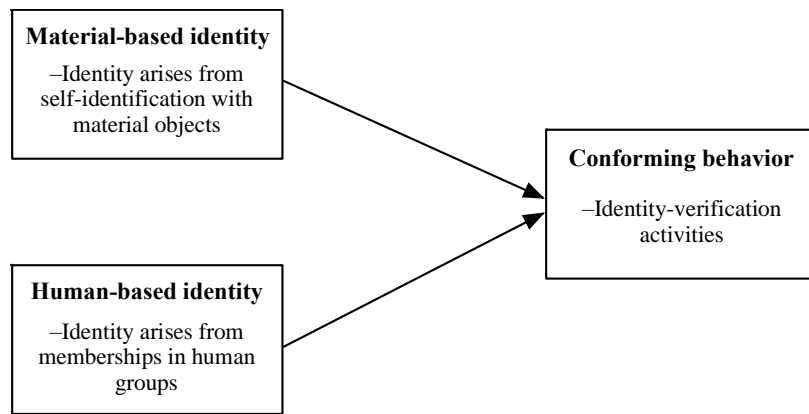 Material-based identity
–Identity arises from
self-identification with
material objects
Conforming behavior
–Identity-verification
activities
Human-based identity
–Identity arises from
memberships in human
groups